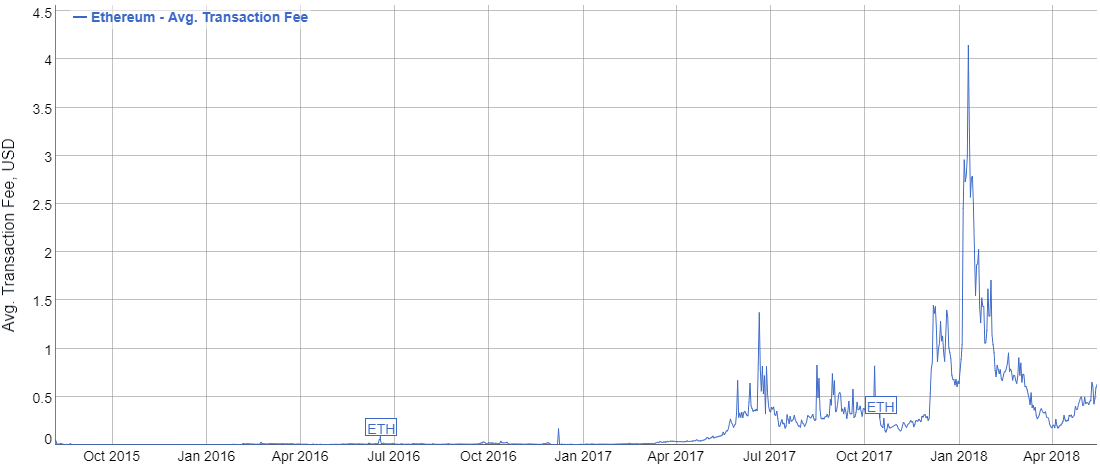 Ethereum - Avg. Transaction Fee
Avg. Transaction Fee, USD
4.5
4
3.5
3
2.5
2
1.5
1
0.5
0
ETH
ETH
Oct 2015
Jan 2016
Apr 2016
Jul 2016
Oct 2016
Jan 2017
Apr 2017
Jul 2017
Oct 2017
Jan 2018
Apr 2018